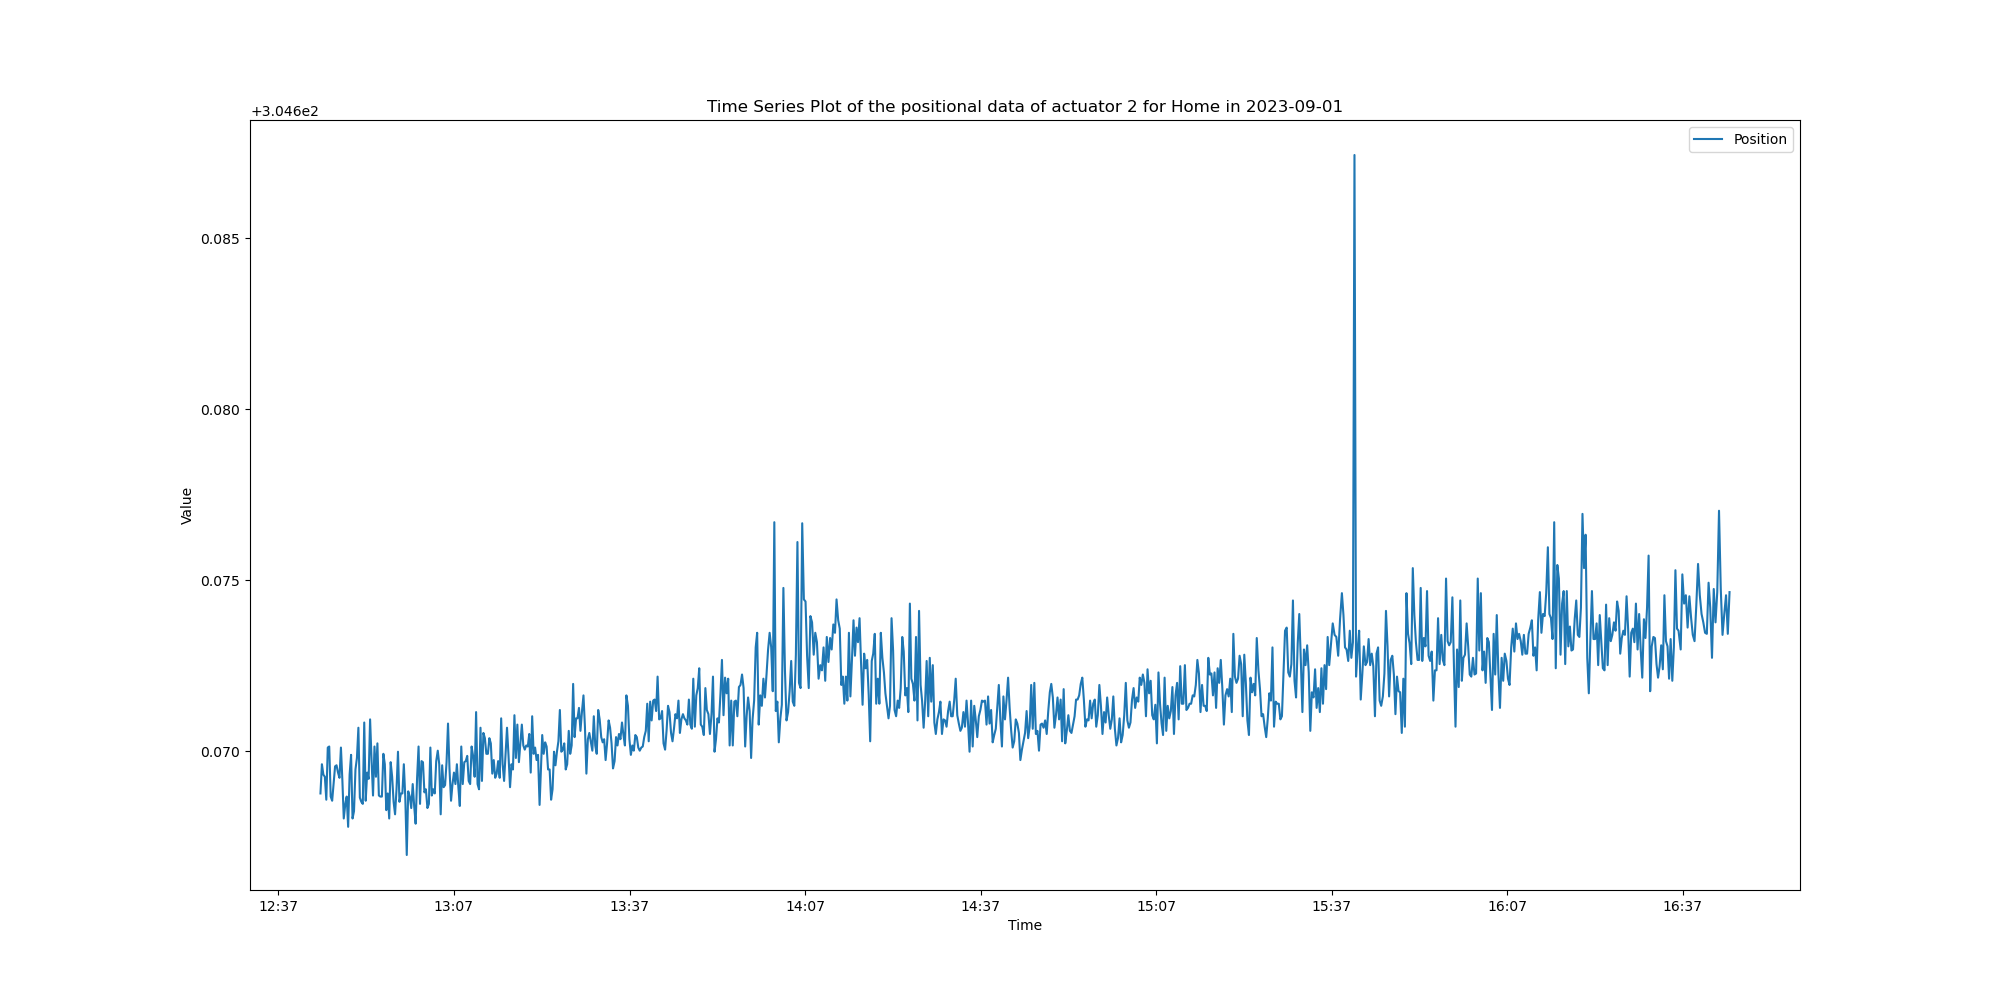 Time Series Plot of the positional data of actuator 2 for Home in 2023-09-01
+3.046e2
Position
0.085
0.080
0.075
0.070
Value
12:37 13:07 13:37 14:07 14:37 15:07 15:37 16:07 16:37
Time